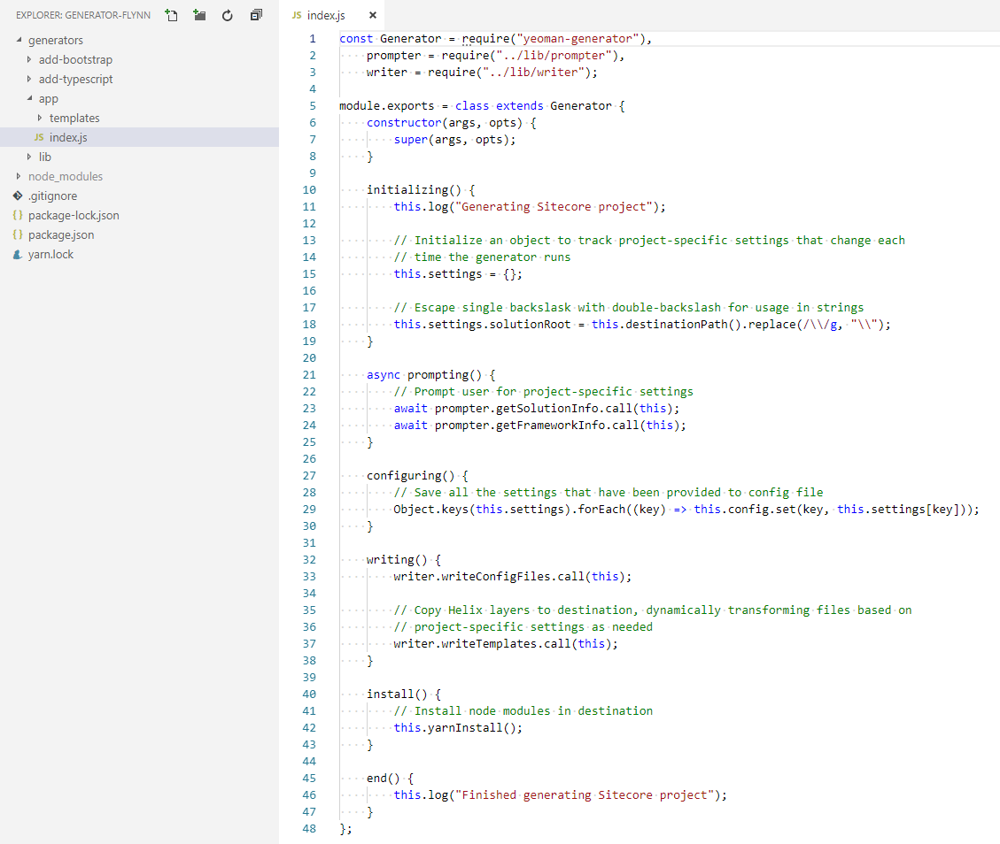 EXPLORER: GENERATOR-FLYNN
generators
add-bootstrap
add-typescript
app
templates
JS index.js
lib
node_modules
.gitignore
{} package-lock.json
{} package.json
yarn.lock
JS index.js ×
1 const Generator = require("yeoman-generator"),
2     prompter = require("../lib/prompter"),
3     writer = require("../lib/writer");
4
5 module.exports = class extends Generator {
6     constructor(args, opts) {
7         super(args, opts);
8     }
9
10     initializing() {
11         this.log("Generating Sitecore project");
12
13         // Initialize an object to track project-specific settings that change each
14         // time the generator runs
15         this.settings = {};
16
17         // Escape single backslask with double-backslash for usage in strings
18         this.settings.solutionRoot = this.destinationPath().replace(/\\/g, "\\");
19     }
20
21     async prompting() {
22         // Prompt user for project-specific settings
23         await prompter.getSolutionInfo.call(this);
24         await prompter.getFrameworkInfo.call(this);
25     }
26
27     configuring() {
28         // Save all the settings that have been provided to config file
29         Object.keys(this.settings).forEach((key) => this.config.set(key, this.settings[key]));
30     }
31
32     writing() {
33         writer.writeConfigFiles.call(this);
34
35         // Copy Helix layers to destination, dynamically transforming files based on
36         // project-specific settings as needed
37         writer.writeTemplates.call(this);
38     }
39
40     install() {
41         // Install node modules in destination
42         this.yarnInstall();
43     }
44
45     end() {
46         this.log("Finished generating Sitecore project");
47     }
48 };